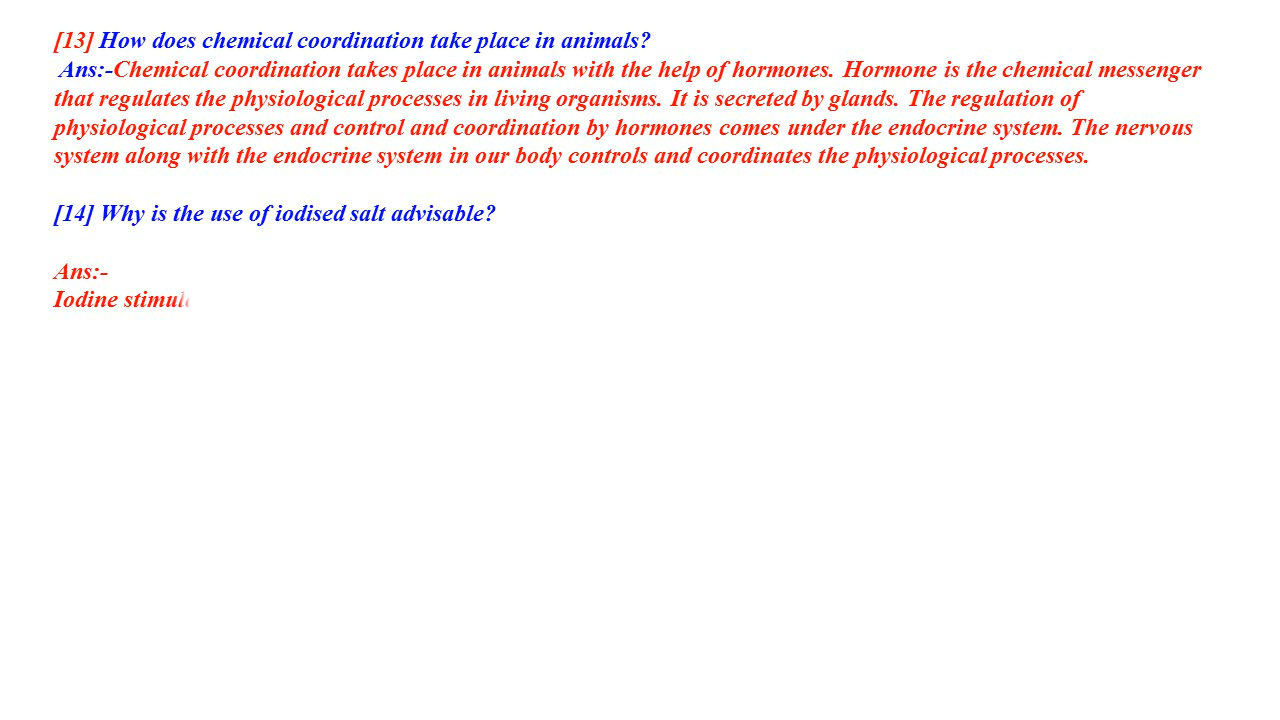 [13] How does chemical coordination take place in animals?
Ans:-Chemical coordination takes place in animals with the help of hormones. Hormone is the chemical messenger
that regulates the physiological processes in living organisms. It is secreted by glands. The regulation of
physiological processes and control and coordination by hormones comes under the endocrine system. The nervous
system along with the endocrine system in our body controls and coordinates the physiological processes.
[14] Why is the use of iodised salt advisable?
Ans:-
Iodine